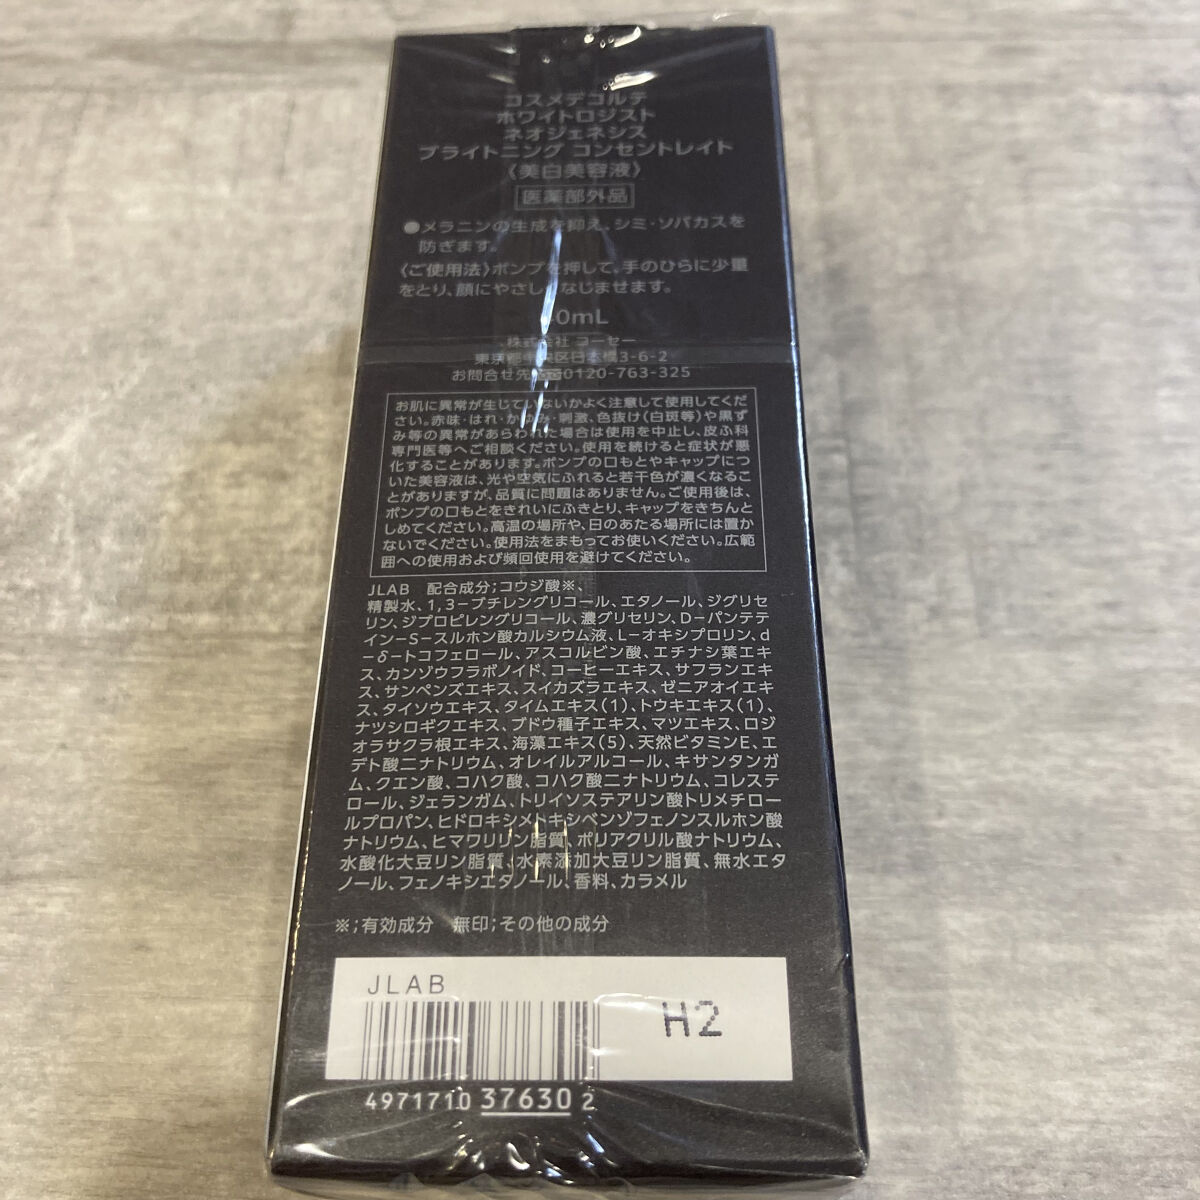 コスメデコルテ
ホワイトロジスト
ネオジェネシス
ブライトニング コンセントレイト
〈美白美容液〉
医薬部外品
●メラニンの生成を抑え、シミ・ソバカスを
防ぎます。
〈ご使用法〉ポンプを押して、手のひらに少量
をとり、顔にやさしくなじませます。
40mL
株式会社 コーセー
東京都中央区日本橋3-6-2
お問合せ先 ☎0120-763-325
お肌に異常が生じていないかよく注意して使用してくだ
さい。赤味・はれ・かゆみ・刺激、色抜け(白斑等)や黒ず
み等の異常があらわれた場合は使用を中止し、皮ふ科
専門医等へご相談ください。使用を続けると症状が悪
化することがあります。ポンプの口もとやキャップにつ
いた美容液は、光や空気にふれると若干色が濃くなるこ
とがありますが、品質に問題はありません。ご使用後は、
ポンプの口もとをきれいにふきとり、キャップをきちんと
しめてください。高温の場所や、日のあたる場所には置か
ないでください。使用法をまもってお使いください。広範
囲への使用および頻回使用を避けてください。
JLAB 配合成分;コウジ酸※、
精製水、1,3-ブチレングリコール、エタノール、ジグリセ
リン、ジプロピレングリコール、濃グリセリン、D-パンテテ
イン-S-スルホン酸カルシウム液、L-オキシプロリン、d
-δ-トコフェロール、アスコルビン酸、エチナシ葉エキ
ス、カンゾウフラボノイド、コーヒーエキス、サフランエキ
ス、サンペンズエキス、スイカズラエキス、ゼニアオイエキ
ス、タイソウエキス、タイムエキス(1)、トウキエキス(1)、
ナツシロギクエキス、ブドウ種子エキス、マツエキス、ロジ
オラサクラ根エキス、海藻エキス(5)、天然ビタミンE、エ
デト酸二ナトリウム、オレイルアルコール、キサンタンガ
ム、クエン酸、コハク酸、コハク酸二ナトリウム、コレステ
ロール、ジェランガム、トリイソステアリン酸トリメチロー
ルプロパン、ヒドロキシメトキシベンゾフェノンスルホン酸
ナトリウム、ヒマワリリン脂質、ポリアクリル酸ナトリウム、
水酸化大豆リン脂質、水素添加大豆リン脂質、無水エタ
ノール、フェノキシエタノール、香料、カラメル
※;有効成分 無印;その他の成分
JLAB
H2
4971710 37630 2